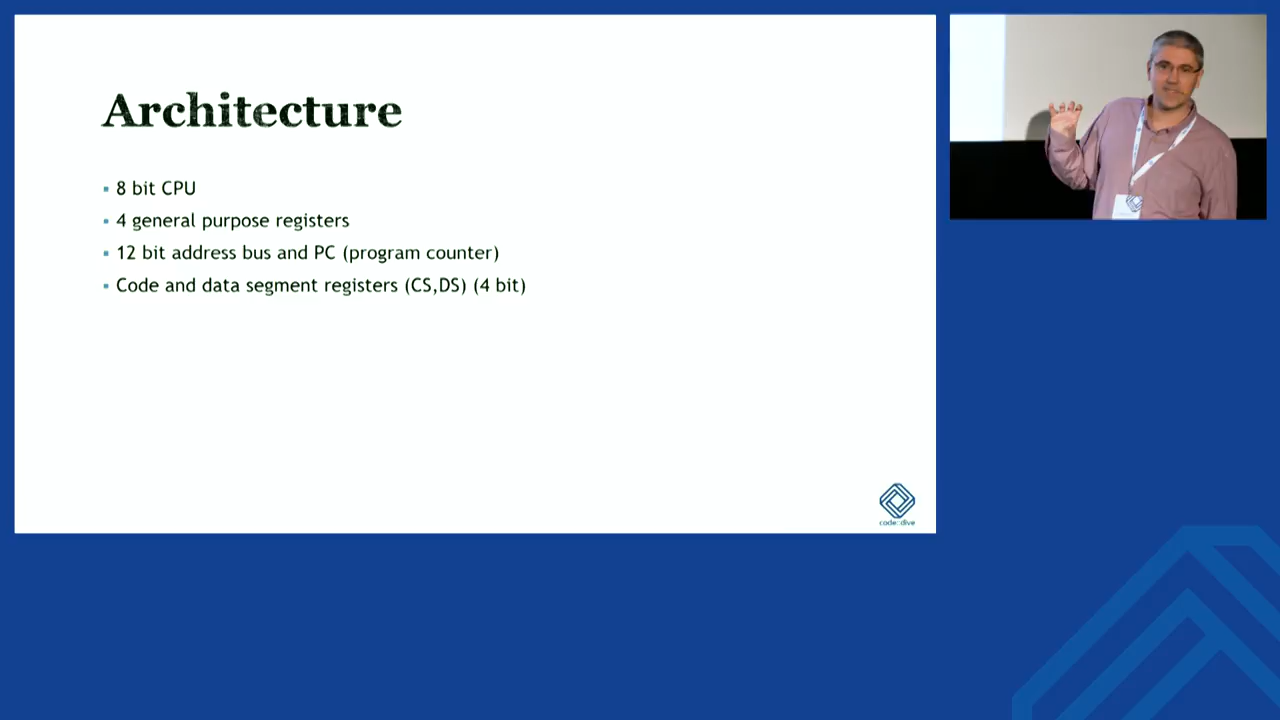 Architecture
8 bit CPU
4 general purpose registers
12 bit address bus and PC (program counter)
Code and data segment registers (CS,DS) (4 bit)
code::dive